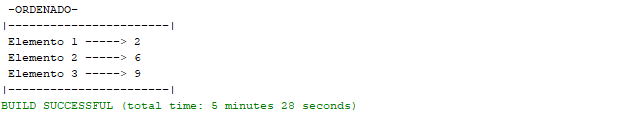 -ORDENADO-
|-----------------------|
Elemento 1 -----> 2
Elemento 2 -----> 6
Elemento 3 -----> 9
|-----------------------|
BUILD SUCCESSFUL (total time: 5 minutes 28 seconds)